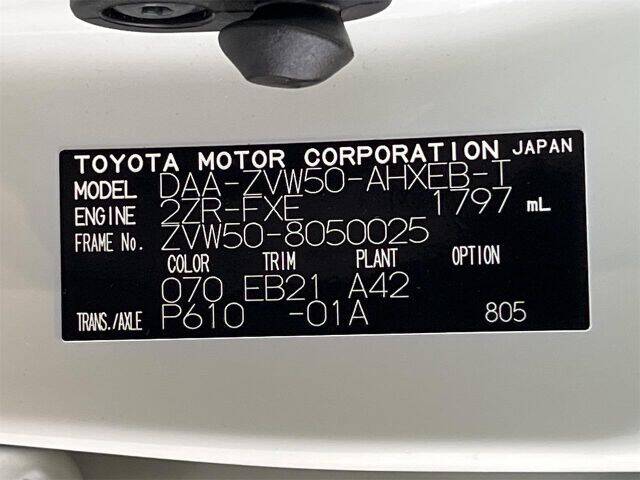 TOYOTA MOTOR CORPORATION JAPAN
MODEL DAA-ZVW50-AHXEB-T
ENGINE 2ZR-FXE 1797 mL
FRAME No. ZVW50-8050025
COLOR TRIM PLANT OPTION
070 EB21 A42
TRANS./AXLE P610 -01A 805